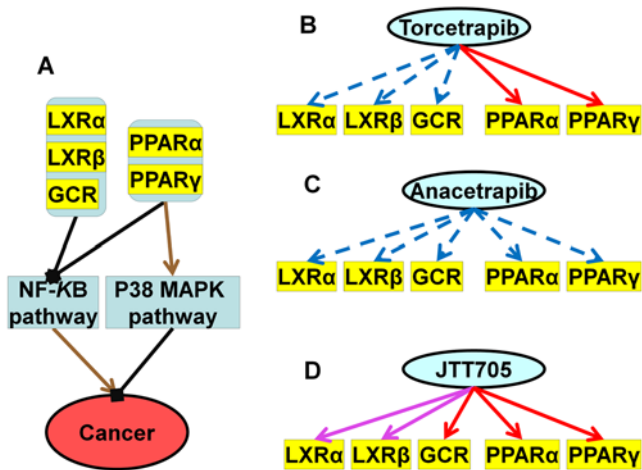 A
LXRα
LXRβ
GCR
PPARα
PPARγ
NF-KB
pathway
P38 MAPK
pathway
Cancer
B
Torcetrapib
LXRα LXRβ GCR PPARα PPARγ
C
Anacetrapib
LXRα LXRβ GCR PPARα PPARγ
D
JTT705
LXRα LXRβ GCR PPARα PPARγ